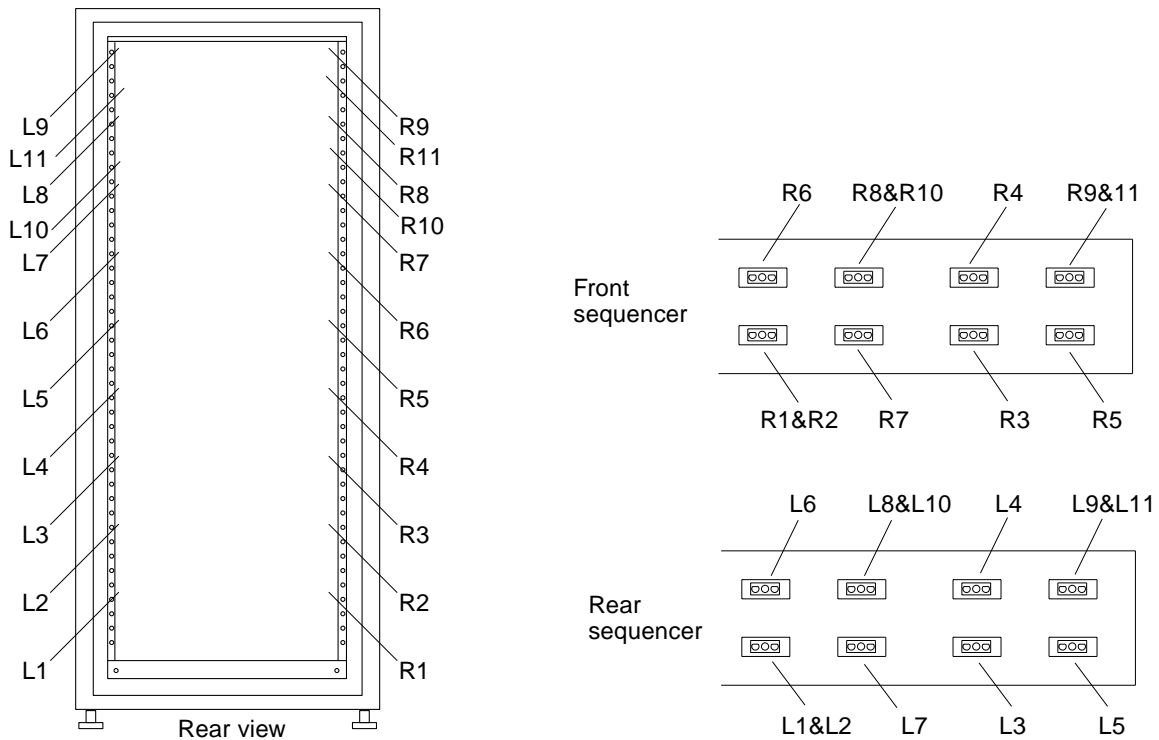 L9
L11
L8
L10
L7
L6
L5
L4
L3
L2
L1
R9
R11
R8
R10
R7
R6
R5
R4
R3
R2
R1
Rear view
R6
R8&R10
R4
R9&11
Front
sequencer
R1&R2
R7
R3
R5
L6
L8&L10
L4
L9&L11
Rear
sequencer
L1&L2
L7
L3
L5